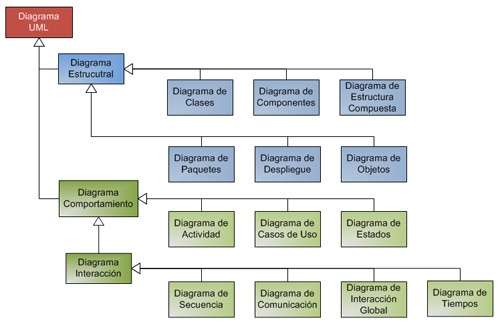 Diagrama
UML
Diagrama
Estrucutral
Diagrama de
Clases
Diagrama de
Componentes
Diagrama de
Estructura
Compuesta
Diagrama de
Paquetes
Diagrama de
Despliegue
Diagrama de
Objetos
Diagrama
Comportamiento
Diagrama de
Actividad
Diagrama de
Casos de Uso
Diagrama de
Estados
Diagrama
Interacción
Diagrama de
Secuencia
Diagrama de
Comunicación
Diagrama de
Interacción
Global
Diagrama de
Tiempos